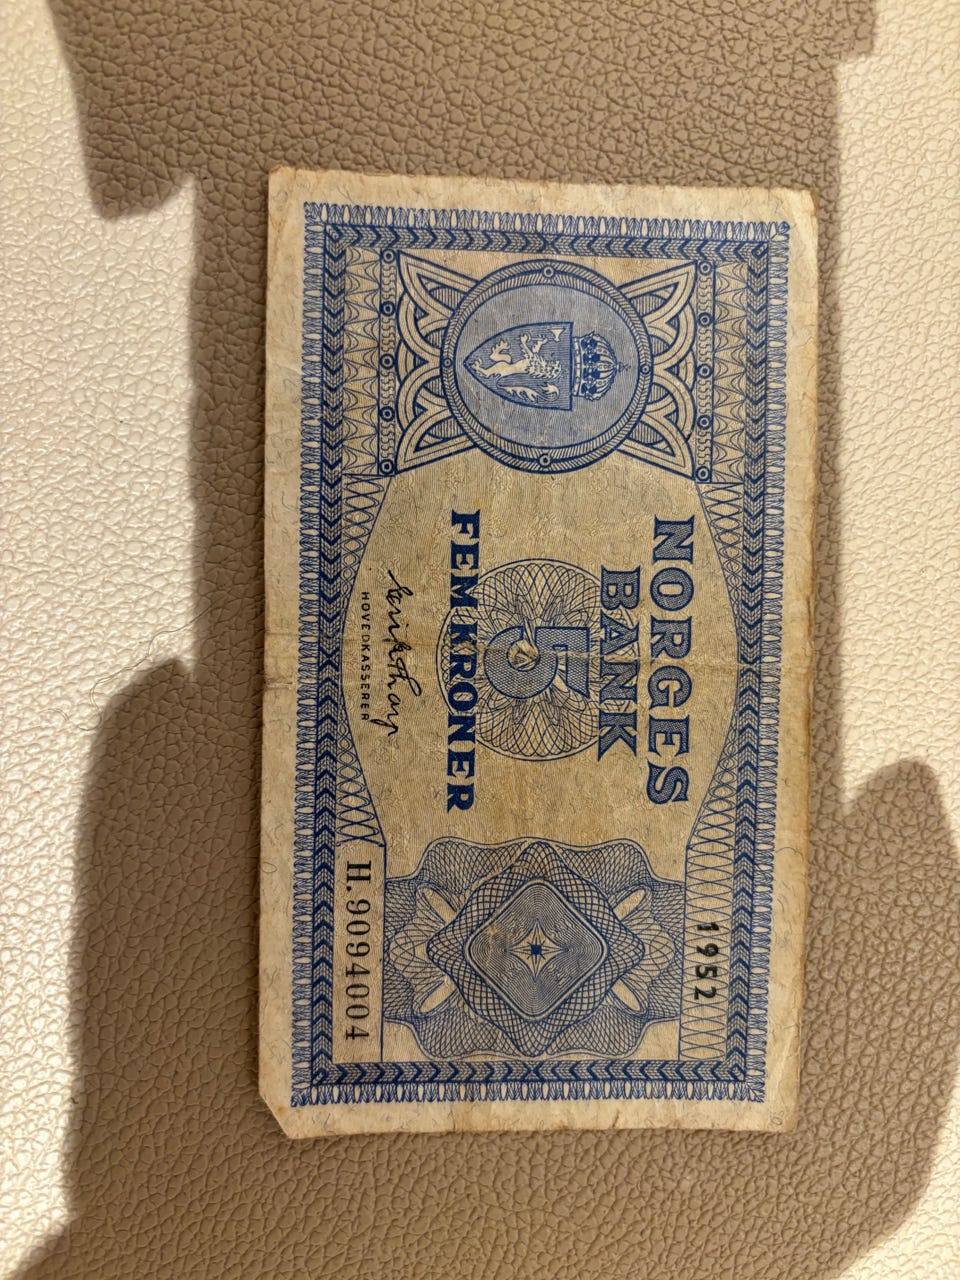 NORGES
BANK
1952
5
FEM KRONER
HOVEDKASSERER
H.9094004